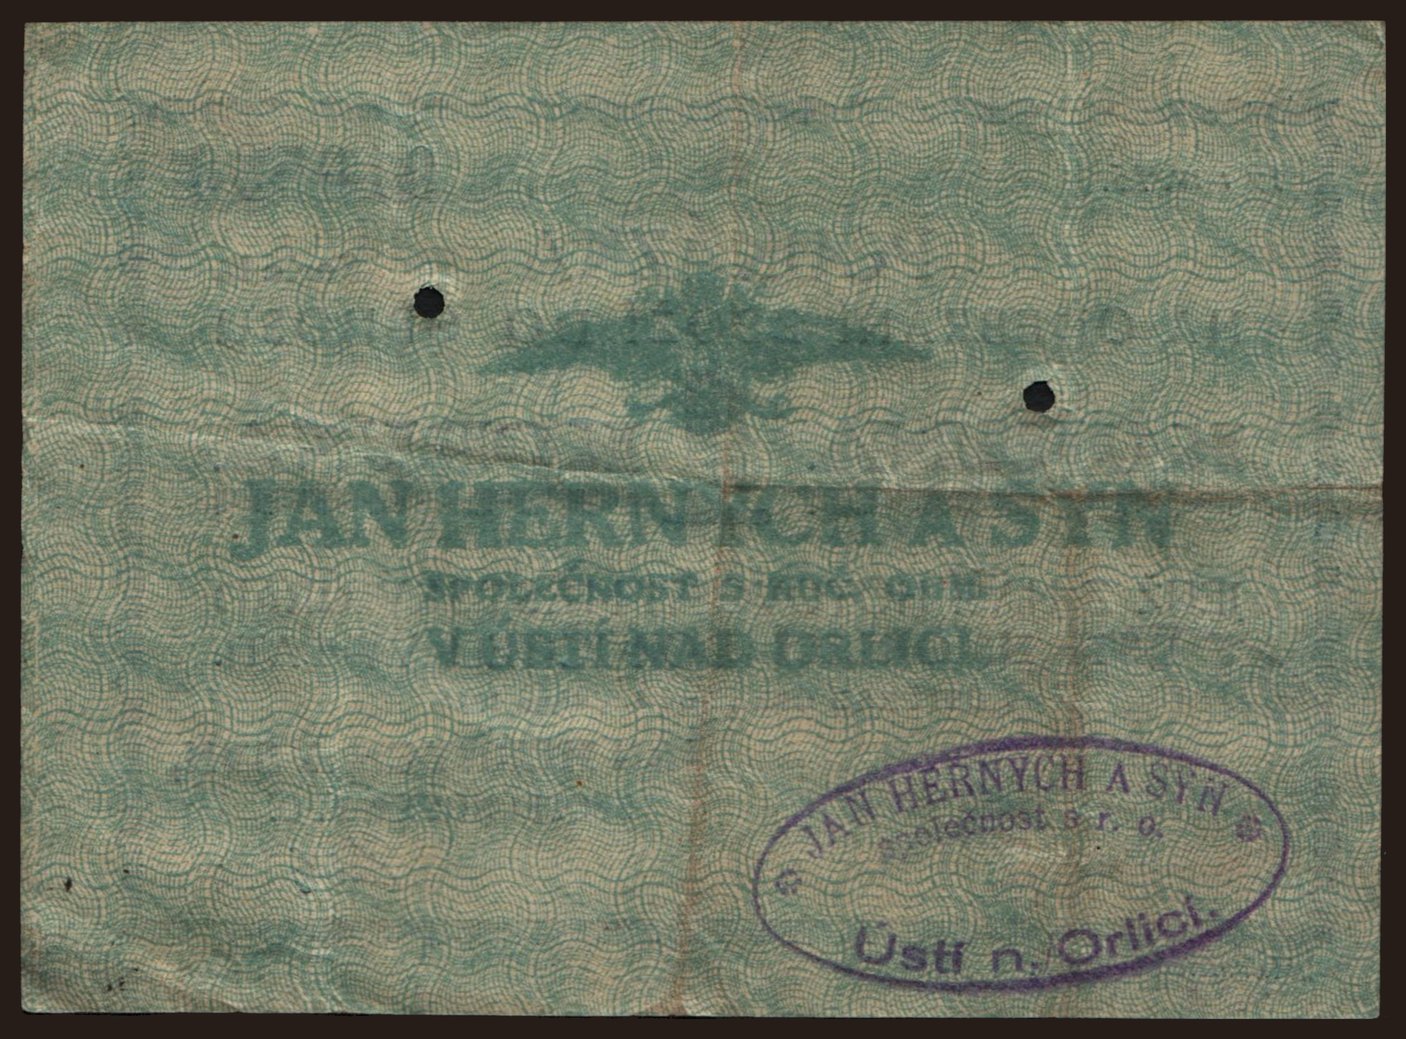 JAN HERNYCH A SYN
SPOLEČNOST S RUČ. OBM.
V ÚSTÍ NAD ORLICÍ.
JAN HERNYCH A SYN
společnost s r. o.
Ústí n. Orlicí.